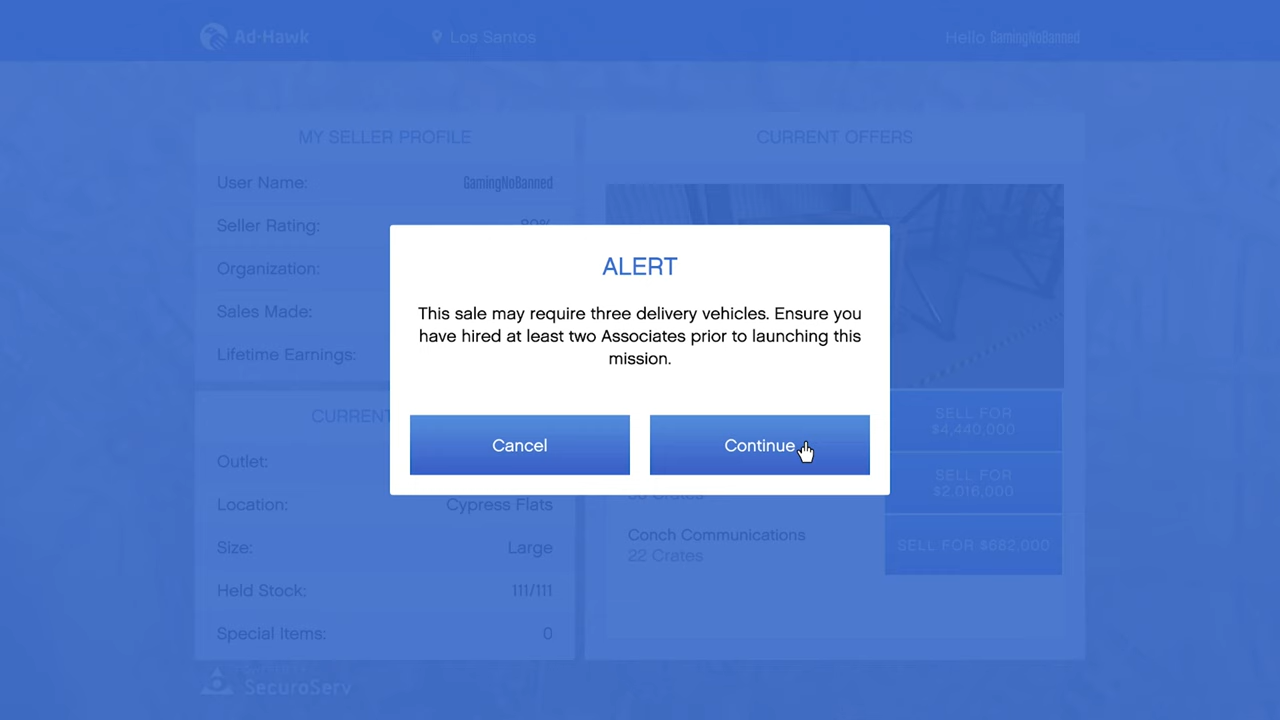 Ad-Hawk
Los Santos
Hello GamingNoBanned
MY SELLER PROFILE
CURRENT OFFERS
User Name: GamingNoBanned
Seller Rating:
Organization:
Sales Made:
Lifetime Earnings:
ALERT
This sale may require three delivery vehicles. Ensure you
have hired at least two Associates prior to launching this
mission.
Cancel
Continue
SELL FOR
$4,440,000
SELL FOR
$2,016,000
CURRENT
Outlet:
Location: Cypress Flats
Size: Large
Held Stock: 111/111
Special Items: 0
Conch Communications
22 Crates
SELL FOR $682,000
SecuroServ